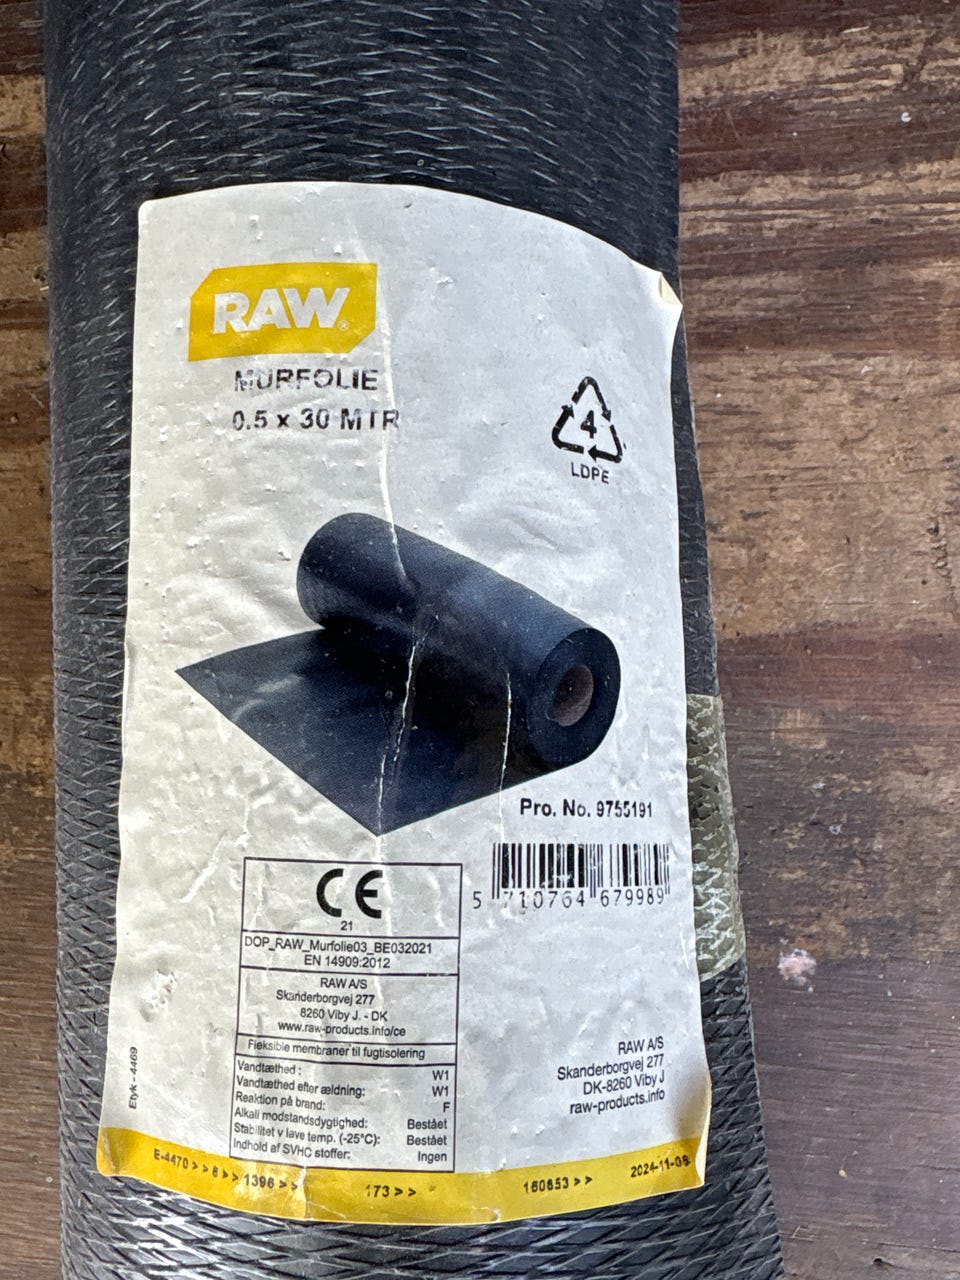 RAW®
MURFOLIE
0.5 x 30 MTR
4
LDPE
Pro. No. 9755191
5 710764 679989
CE
21
DOP_RAW_Murfolie03_BE032021
EN 14909:2012
RAW A/S
Skanderborgvej 277
8260 Viby J. - DK
www.raw-products.info/ce
Fleksible membraner til fugtisolering
Vandtæthed : W1
Vandtæthed efter ældning: W1
Reaktion på brand: F
Alkali modstandsdygtighed: Bestået
Stabilitet v lave temp. (-25°C): Bestået
Indhold af SVHC stoffer: Ingen
RAW A/S
Skanderborgvej 277
DK-8260 Viby J
raw-products.info
Etyk - 4469
E-4470 > > 6 > > 1396 > > 173 > > 160853 > > 2024-11-08